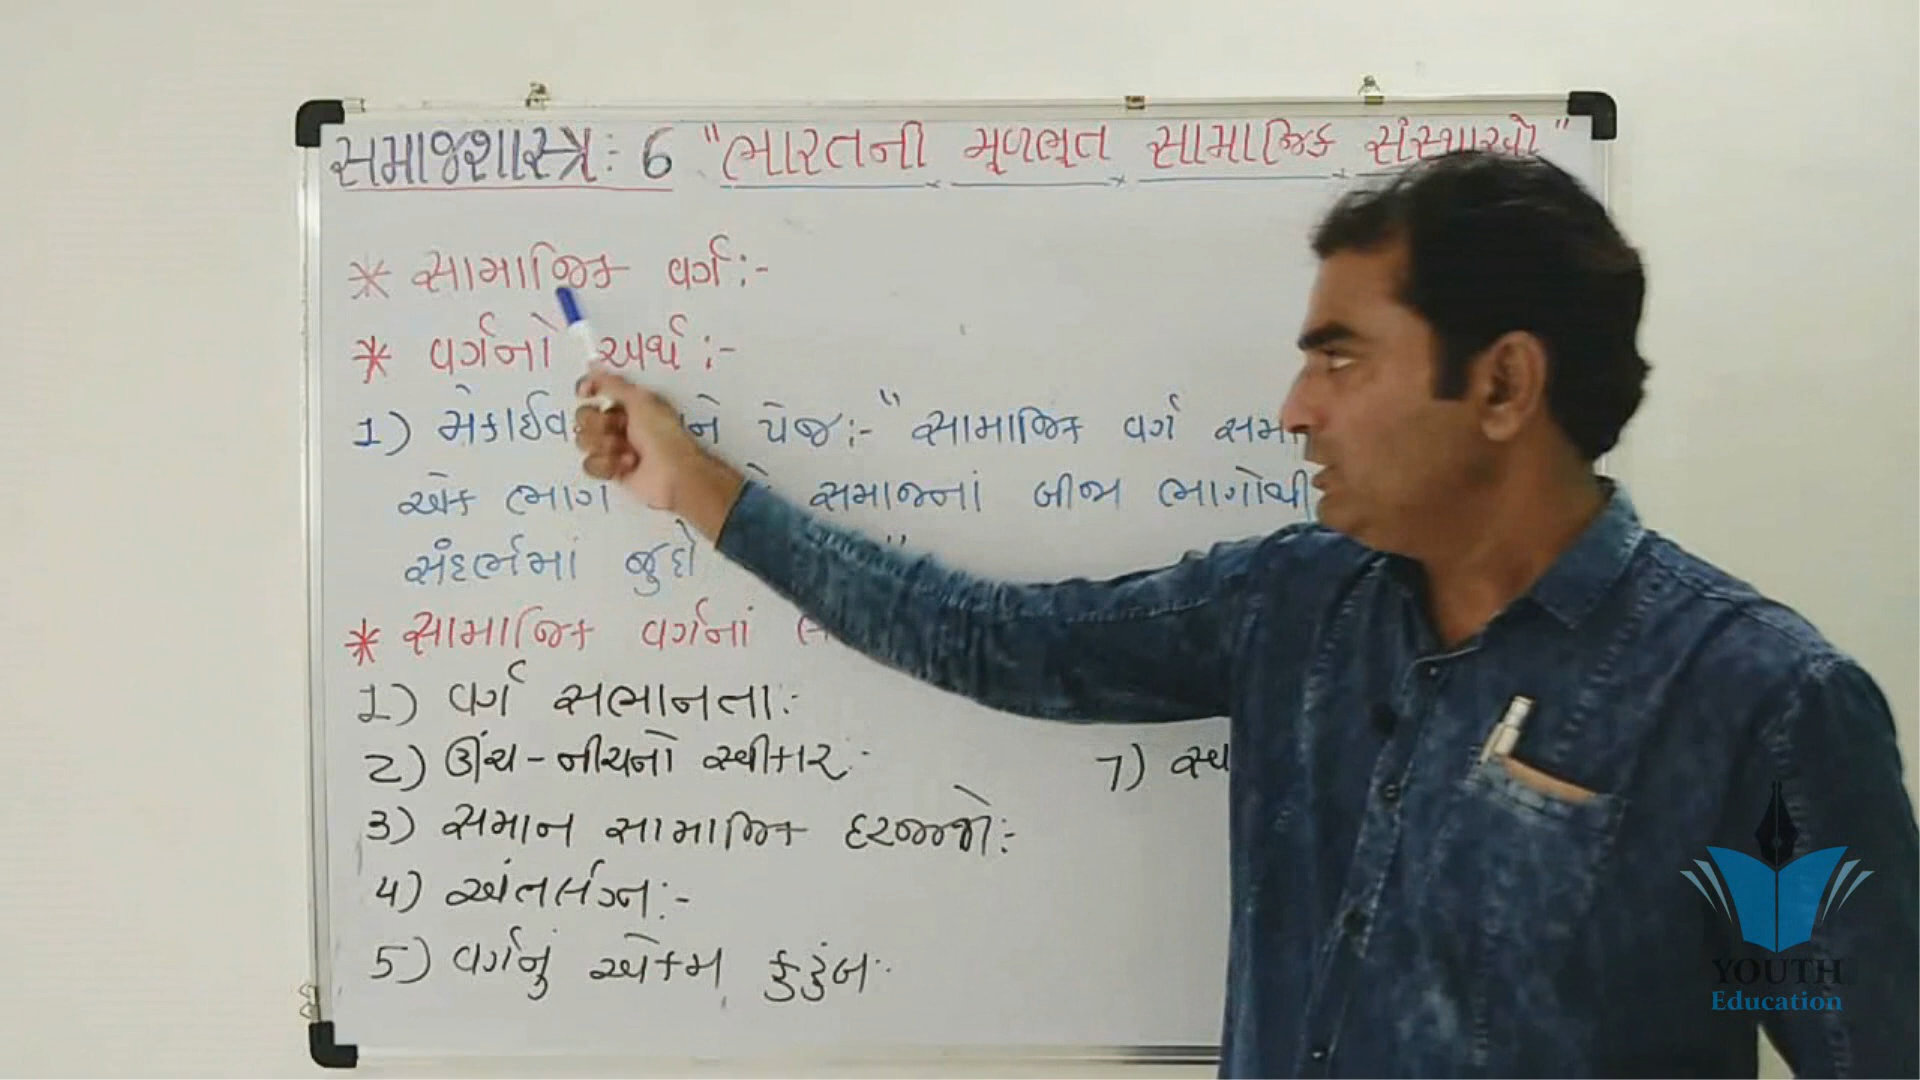 સમાજશાસ્ત્ર: 6 "ભારતની મૂળભૂત સામાજિક સંસ્થાઓ"
* સામાજિક વર્ગ:-
* વર્ગનો અર્થ:-
1) મેકાઈવ ને પેજ:- "સામાજિક વર્ગ
એક ભાગ સમાજનાં બીજા ભાગોથી
સંદર્ભમાં જુદો "
* સામાજિક વર્ગનાં
1) વર્ગ સભાનતા:-
2) ઊંચ-નીચનો સ્વીકાર:-
7)
3) સમાન સામાજિક દરજ્જો:-
4) અંતર્લગ્ન:-
5) વર્ગનું એકમ કુટુંબ:-
YOUTH
Education